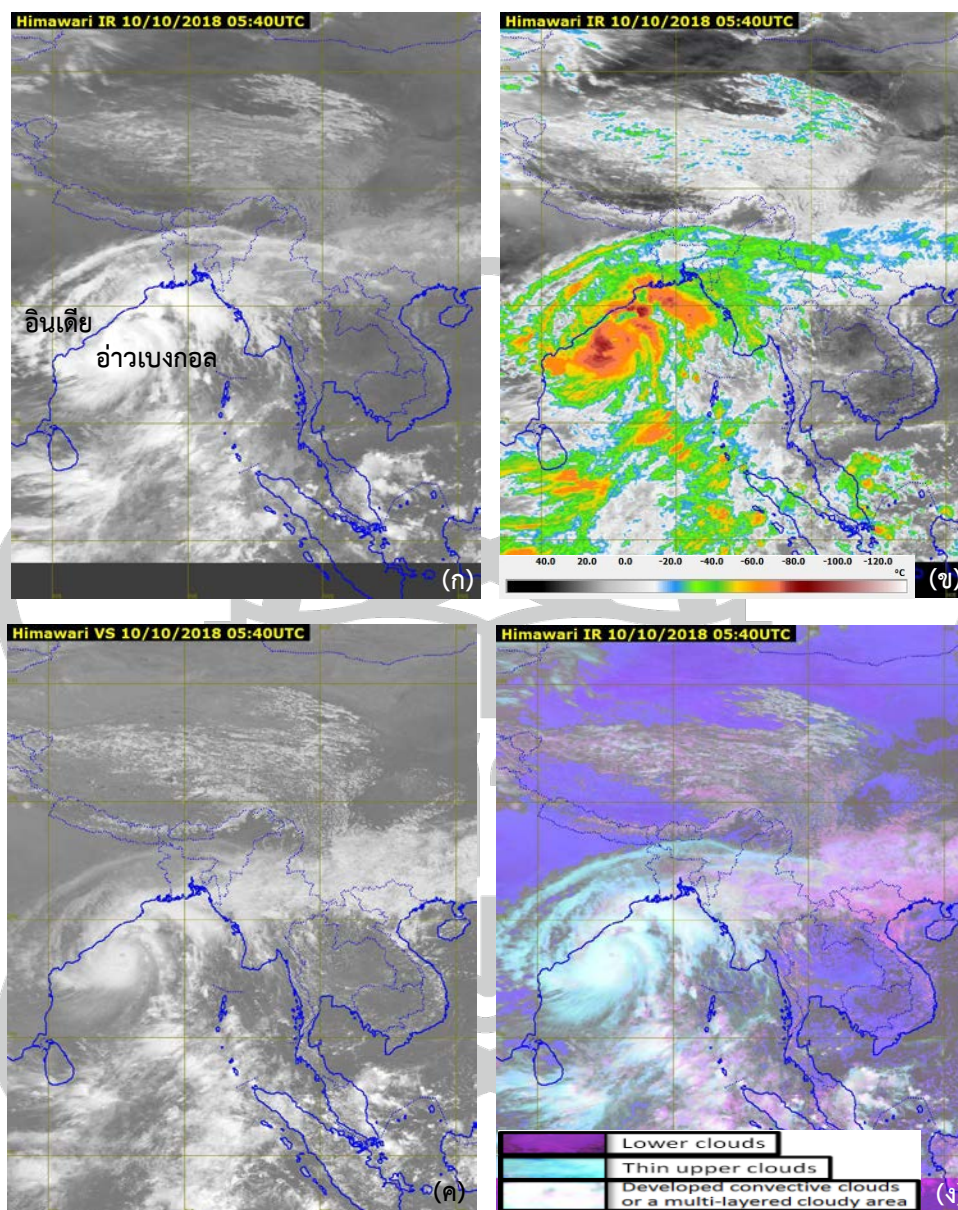 Himawari IR 10/10/2018 05:40UTC
อินเดีย
อ่าวเบงกอล
(ก)
Himawari IR 10/10/2018 05:40UTC
40.0 20.0 0.0 -20.0 -40.0 -60.0 -80.0 -100.0 -120.0
°C
(ข)
Himawari VS 10/10/2018 05:40UTC
(ค)
Himawari IR 10/10/2018 05:40UTC
Lower clouds
Thin upper clouds
Developed convective clouds
or a multi-layered cloudy area
(ง)